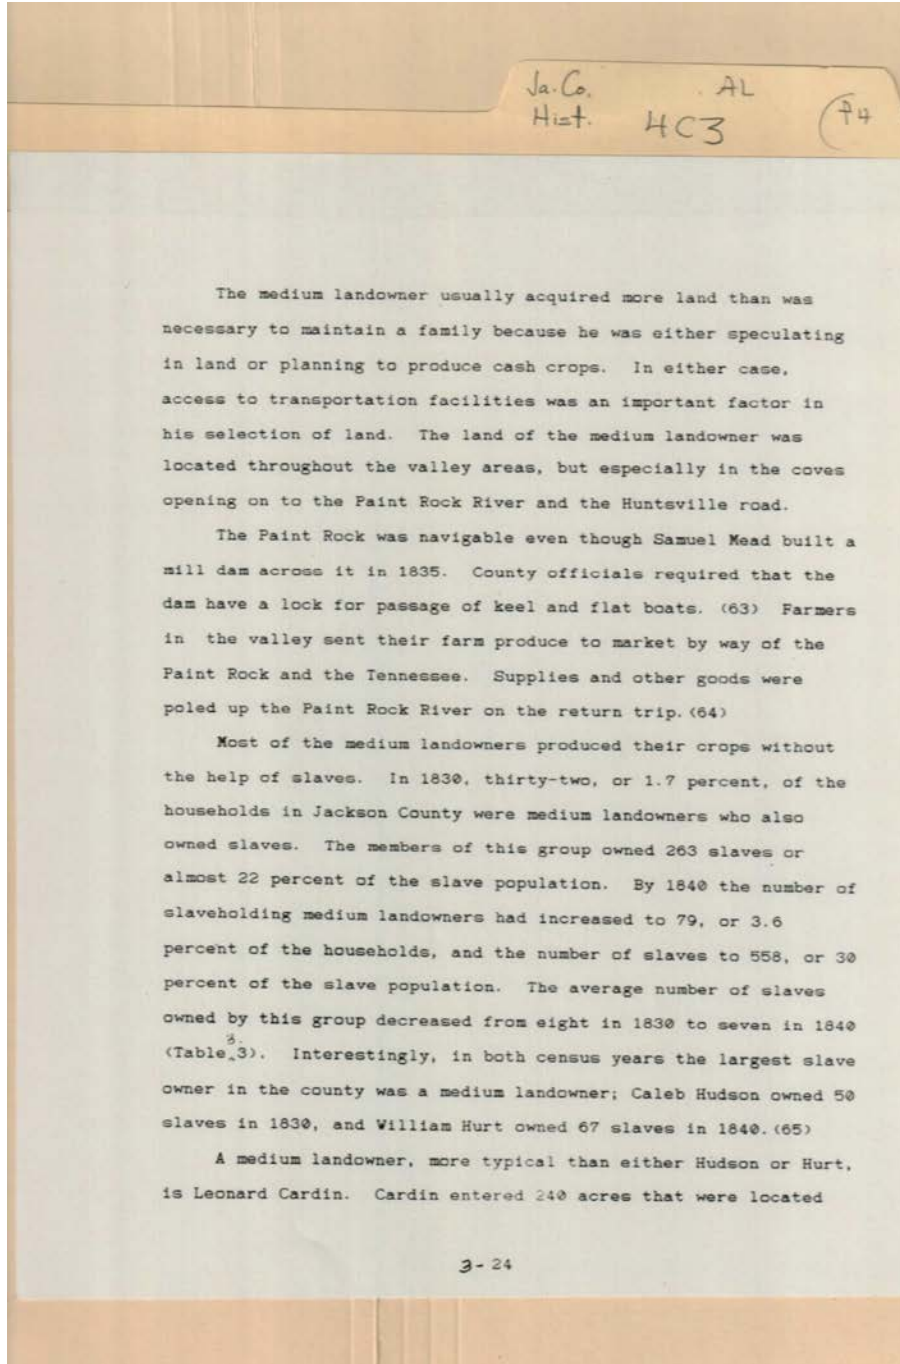 Ja. Co. AL
Hist. 4C3 P4
The medium landowner usually acquired more land than was
necessary to maintain a family because he was either speculating
in land or planning to produce cash crops. In either case,
access to transportation facilities was an important factor in
his selection of land. The land of the medium landowner was
located throughout the valley areas, but especially in the coves
opening on to the Paint Rock River and the Huntsville road.
The Paint Rock was navigable even though Samuel Mead built a
mill dam across it in 1835. County officials required that the
dam have a lock for passage of keel and flat boats. (63) Farmers
in the valley sent their farm produce to market by way of the
Paint Rock and the Tennessee. Supplies and other goods were
poled up the Paint Rock River on the return trip. (64)
Most of the medium landowners produced their crops without
the help of slaves. In 1830, thirty-two, or 1.7 percent, of the
households in Jackson County were medium landowners who also
owned slaves. The members of this group owned 263 slaves or
almost 22 percent of the slave population. By 1840 the number of
slaveholding medium landowners had increased to 79, or 3.6
percent of the households, and the number of slaves to 558, or 30
percent of the slave population. The average number of slaves
owned by this group decreased from eight in 1830 to seven in 1840
(Table 3.3). Interestingly, in both census years the largest slave
owner in the county was a medium landowner; Caleb Hudson owned 50
slaves in 1830, and William Hurt owned 67 slaves in 1840. (65)
A medium landowner, more typical than either Hudson or Hurt,
is Leonard Cardin. Cardin entered 240 acres that were located
3-24